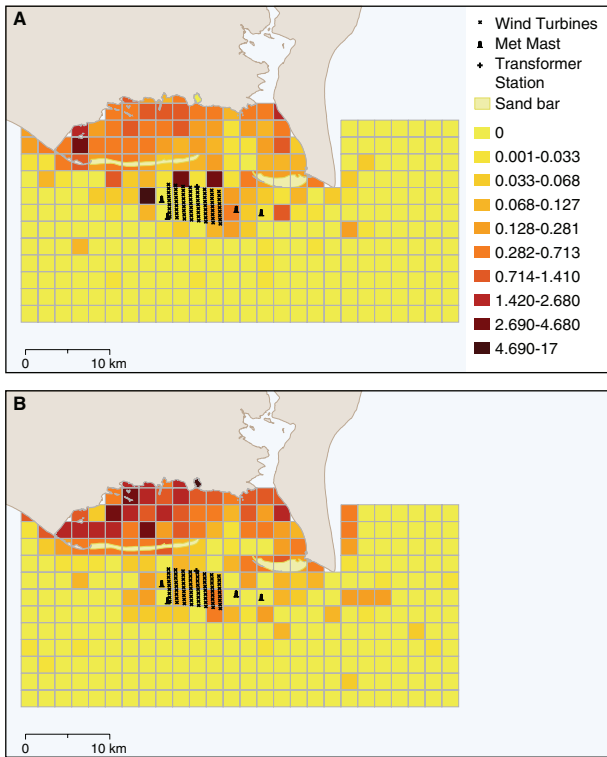 A
Wind Turbines
Met Mast
Transformer
Station
Sand bar
0
0.001-0.033
0.033-0.068
0.068-0.127
0.128-0.281
0.282-0.713
0.714-1.410
1.420-2.680
2.690-4.680
4.690-17
0 10 km
B
0 10 km